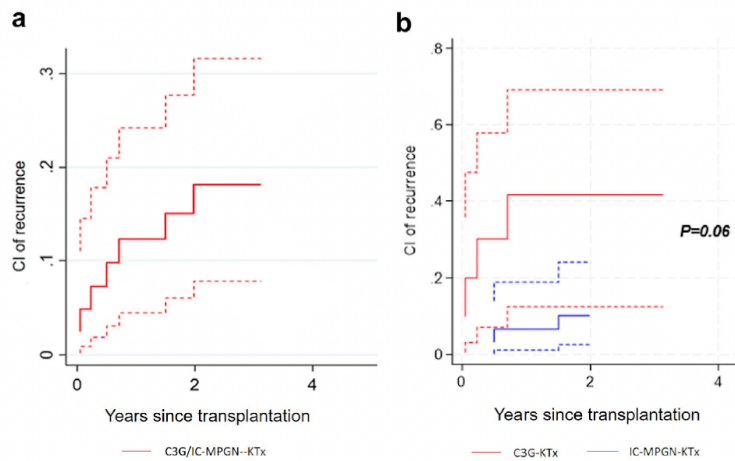 a
CI of recurrence
.3
.2
.1
0
0 2 4
Years since transplantation
C3G/IC-MPGN--KTx
b
CI of recurrence
.8
.6
.4
.2
0
P=0.06
0 2 4
Years since transplantation
C3G-KTx IC-MPGN-KTx